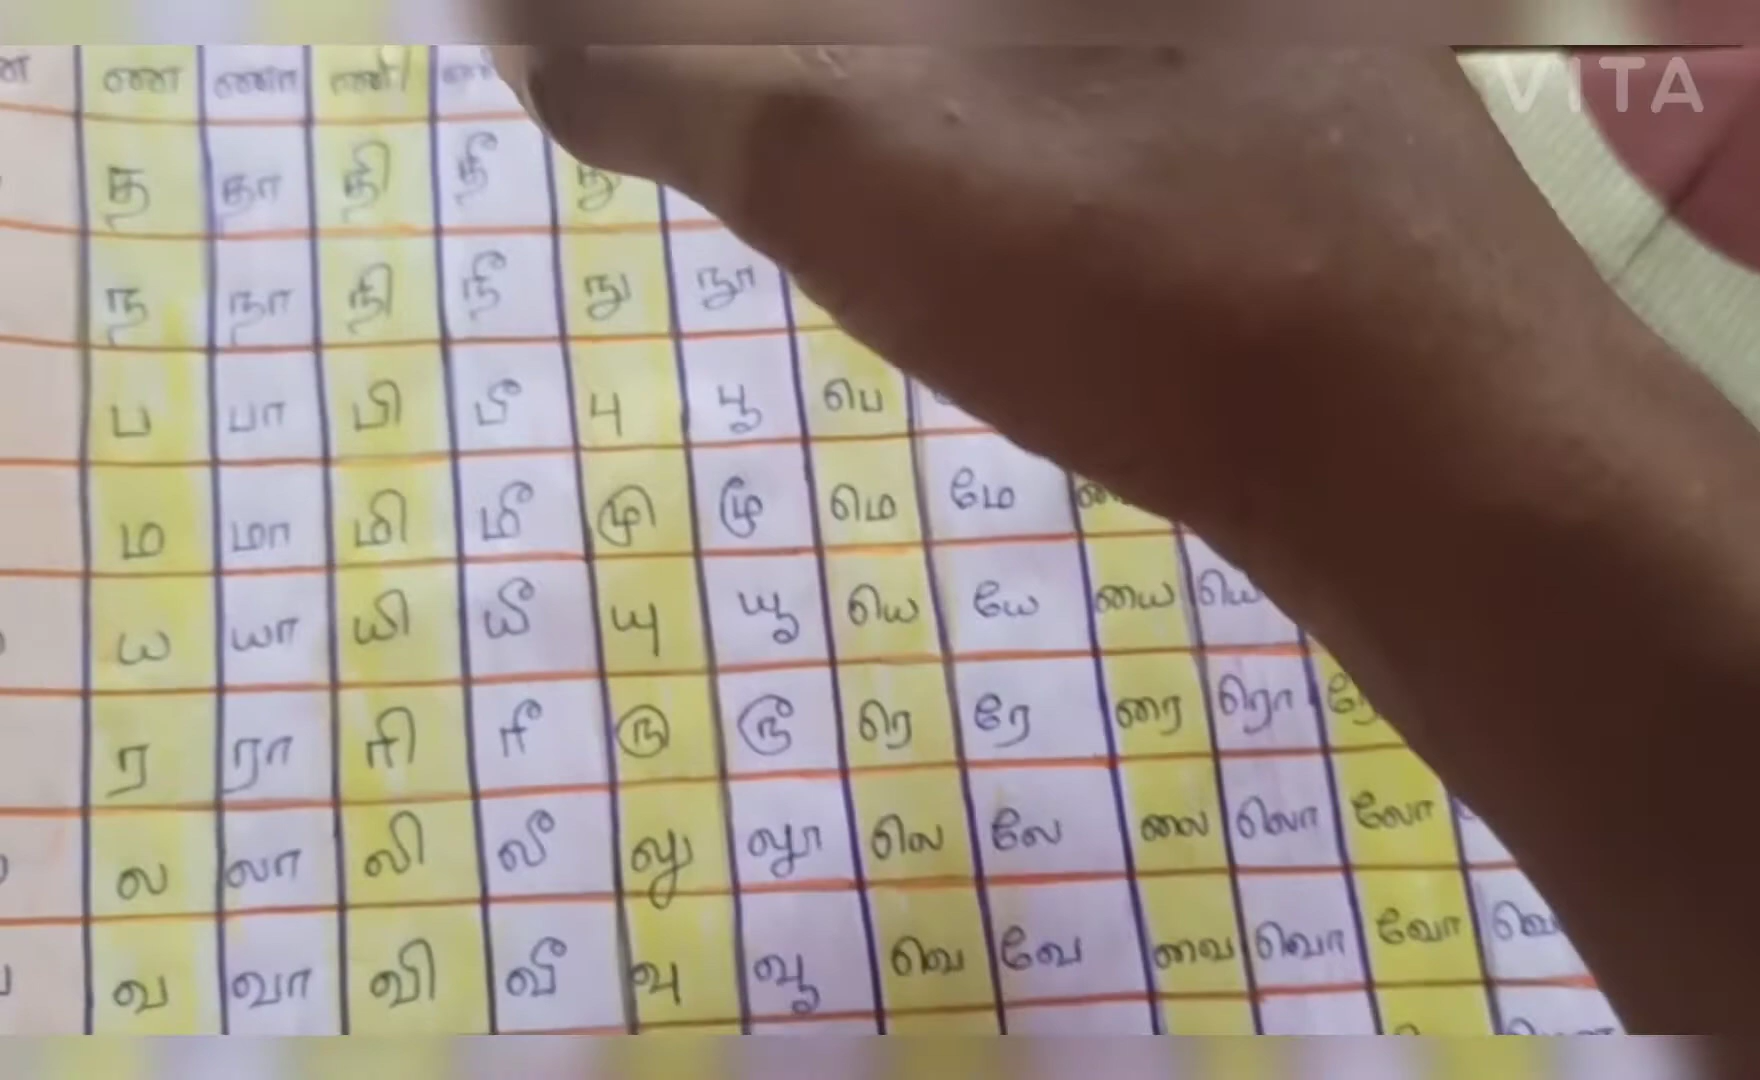 VITA
ண ணா ணி
த தா தி தீ து
ந நா நி நீ நு நூ
ப பா பி பீ பு பூ பெ
ம மா மி மீ மு மூ மெ மே
ய யா யி யீ யு யூ யெ யே யை யெ
ர ரா ரி ரீ ரு ரூ ரெ ரே ரை ரொ ரே
ல லா லி லீ லு லூ லெ லே லை லொ லோ
வ வா வி வீ வு வூ வெ வே வை வொ வோ வெ